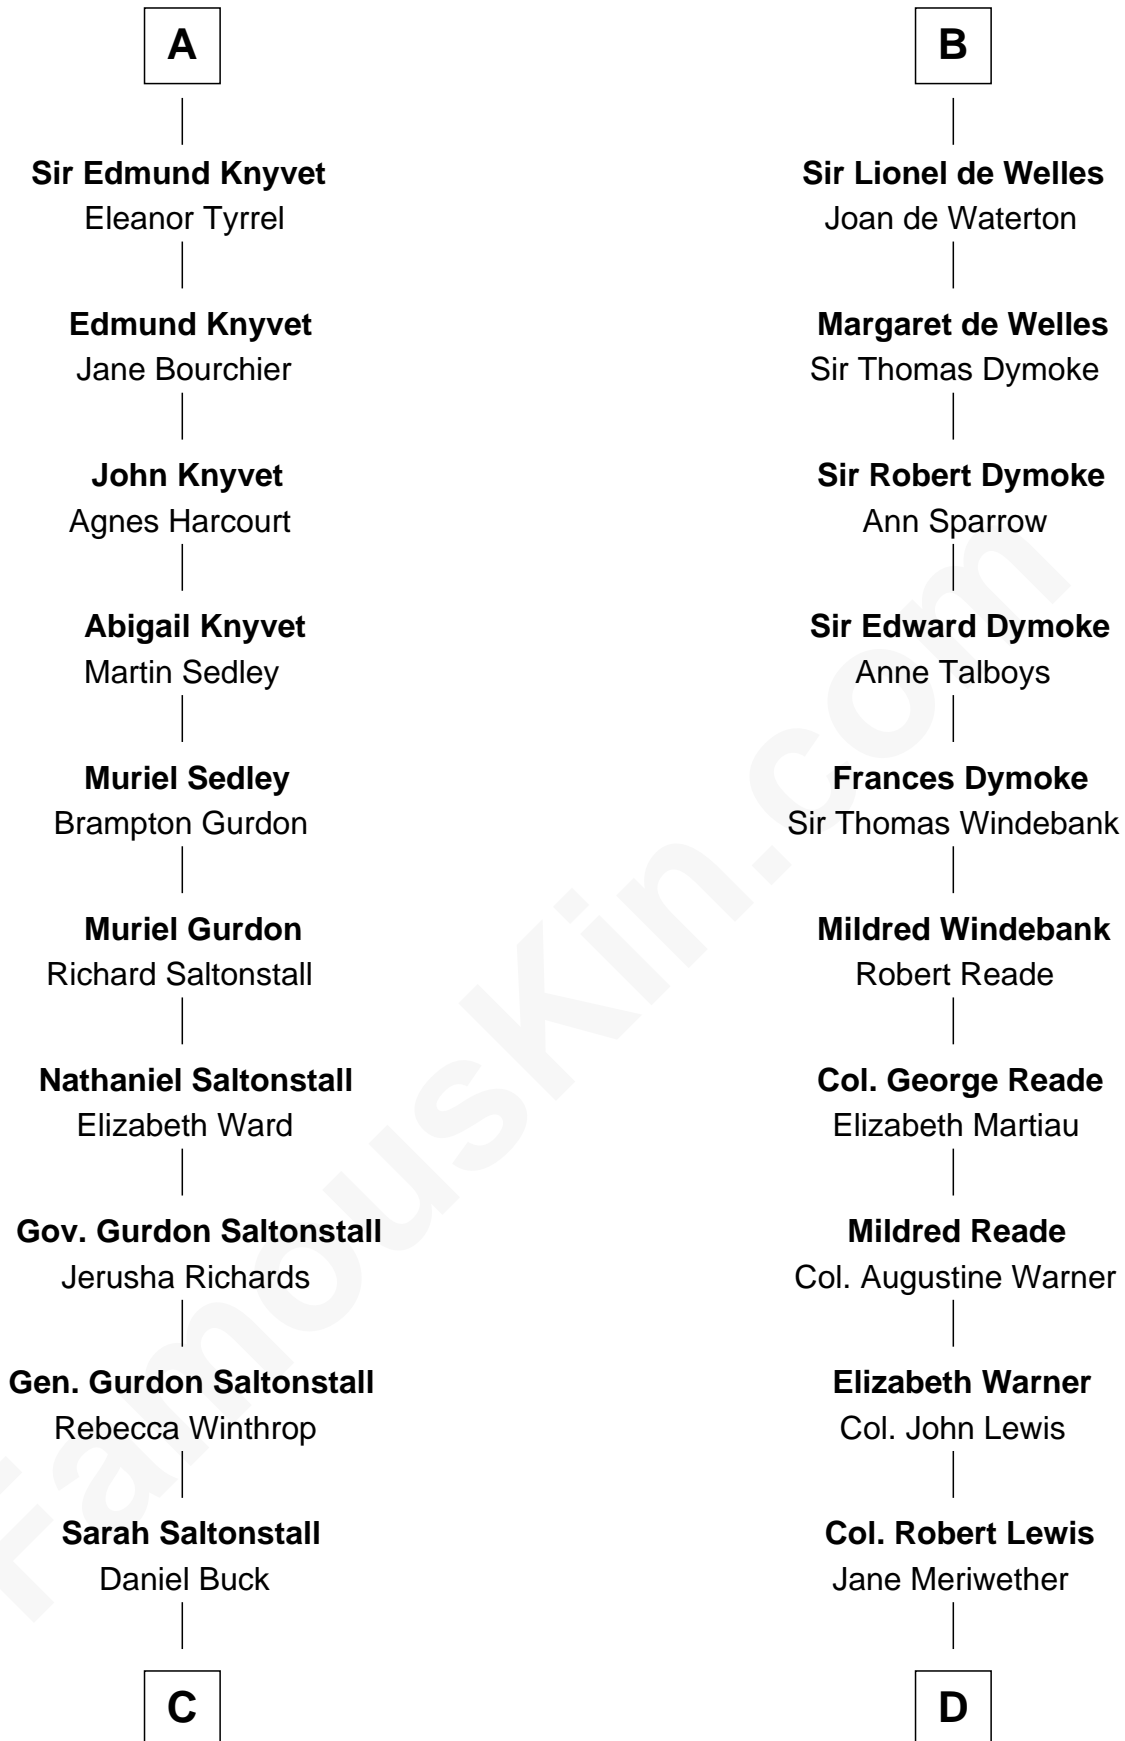 A
Sir Edmund Knyvet
Eleanor Tyrrel
Edmund Knyvet
Jane Bourchier
John Knyvet
Agnes Harcourt
Abigail Knyvet
Martin Sedley
Muriel Sedley
Brampton Gurdon
Muriel Gurdon
Richard Saltonstall
Nathaniel Saltonstall
Elizabeth Ward
Gov. Gurdon Saltonstall
Jerusha Richards
Gen. Gurdon Saltonstall
Rebecca Winthrop
Sarah Saltonstall
Daniel Buck
C
B
Sir Lionel de Welles
Joan de Waterton
Margaret de Welles
Sir Thomas Dymoke
Sir Robert Dymoke
Ann Sparrow
Sir Edward Dymoke
Anne Talboys
Frances Dymoke
Sir Thomas Windebank
Mildred Windebank
Robert Reade
Col. George Reade
Elizabeth Martiau
Mildred Reade
Col. Augustine Warner
Elizabeth Warner
Col. John Lewis
Col. Robert Lewis
Jane Meriwether
D
FamousKin.com